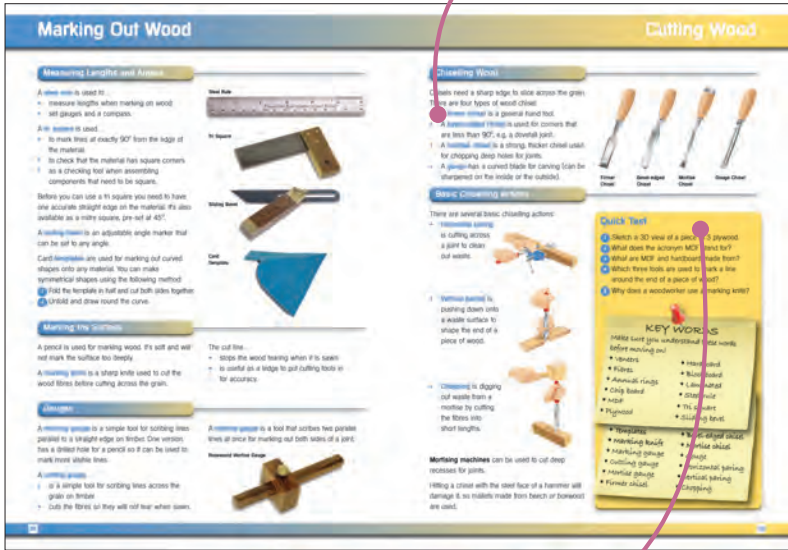 Marking Out Wood
Measuring Lengths and Angles
A steel rule is used to...
• measure lengths when marking on wood
• set gauges and a compass.
A tri square is used...
• to mark lines at exactly 90° from the edge of
the material.
• to check that the material has square corners
• as a checking tool when assembling
components that need to be square.
Before you can use a tri square you need to have
one accurate straight edge on the material. It's also
available as a mitre square, pre-set at 45°.
A sliding bevel is an adjustable angle marker that
can be set to any angle.
Card templates are used for marking out curved
shapes onto any material. You can make
symmetrical shapes using the following method:
1 Fold the template in half and cut both sides together.
2 Unfold and draw round the curve.
Steel Rule
Tri Square
Sliding Bevel
Card
Template
Marking the Surface
A pencil is used for marking wood. It's soft and will
not mark the surface too deeply.
A marking knife is a sharp knife used to cut the
wood fibres before cutting across the grain.
The cut line...
• stops the wood tearing when it is sawn
• is useful as a ledge to put cutting tools in
for accuracy.
Gauges
A marking gauge is a simple tool for scribing lines
parallel to a straight edge on timber. One version
has a drilled hole for a pencil so it can be used to
mark more visible lines.
A cutting gauge...
• is a simple tool for scribing lines across the
grain on timber
• cuts the fibres so they will not tear when sawn.
A mortise gauge is a tool that scribes two parallel
lines at once for marking out both sides of a joint.
Rosewood Mortise Gauge
Cutting Wood
Chiselling Wood
Chisels need a sharp edge to slice across the grain.
There are four types of wood chisel:
firmer chisel is a general hand tool.
• A bevel-edged chisel is used for corners that
are less than 90°, e.g. a dovetail joint.
• A mortise chisel is a strong, thicker chisel used
for chopping deep holes for joints.
• A gouge has a curved blade for carving (can be
sharpened on the inside or the outside).
Firmer
Chisel
Bevel-edged
Chisel
Mortise
Chisel
Gouge Chisel
Basic Chiselling Actions
There are several basic chiselling actions:
• Horizontal paring
is cutting across
a joint to clean
out waste.
• Vertical paring is
pushing down onto
a waste surface to
shape the end of a
piece of wood.
• Chopping is digging
out waste from a
mortise by cutting
the fibres into
short lengths.
Mortising machines can be used to cut deep
recesses for joints.
Hitting a chisel with the steel face of a hammer will
damage it, so mallets made from beech or boxwood
are used.
Quick Test
1 Sketch a 3D view of a piece plywood.
2 What does the acronym MDF stand for?
3 What are MDF and hardboard made from?
4 Which three tools are used to mark a line
around the end of a piece of wood?
5 Why does a woodworker use a marking knife?
KEY WORDS
Make sure you understand these words
before moving on!
• Veneers
• Fibres
• Annual rings
• Chip board
• MDF
• Plywood
• Hardboard
• Blockboard
• Laminated
• Steel rule
• Tri square
• Sliding bevel
• Templates
• Marking knife
• Marking gauge
• Cutting gauge
• Mortise gauge
• Firmer chisel
• Bevel-edged chisel
• Mortise chisel
• Gouge
• Horizontal paring
• Vertical paring
• Chopping